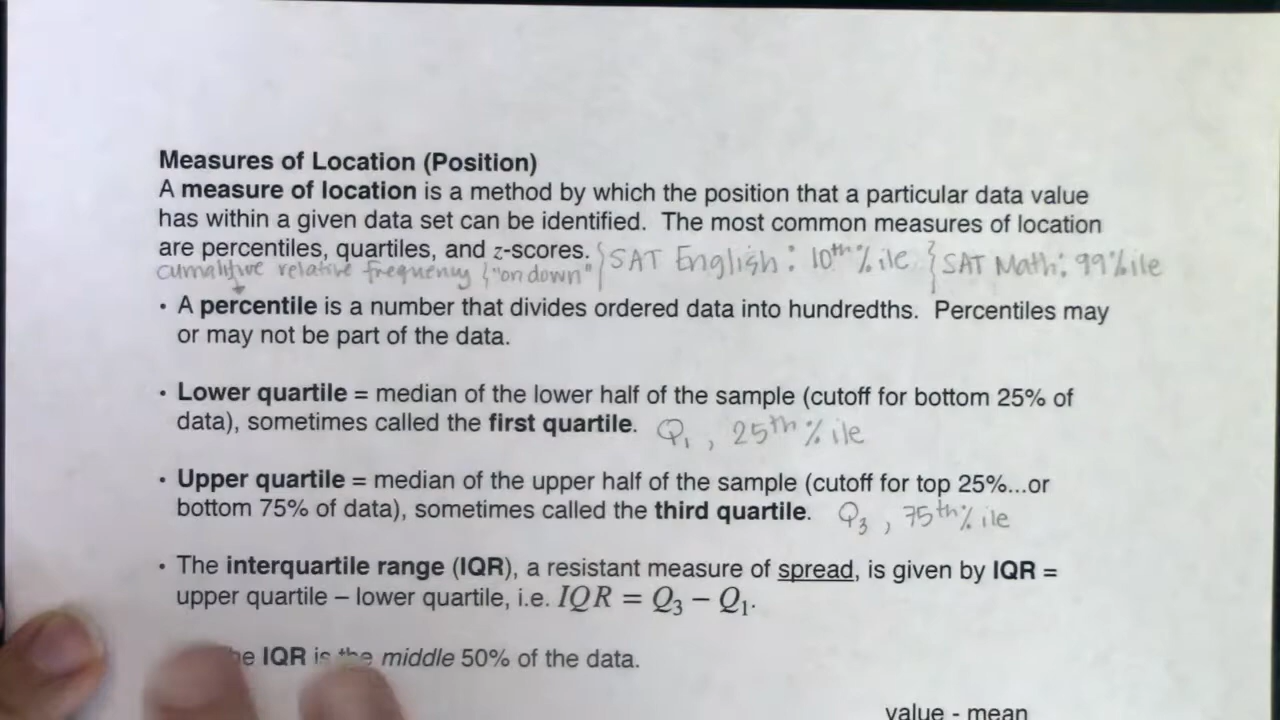 Measures of Location (Position)
A measure of location is a method by which the position that a particular data value
has within a given data set can be identified. The most common measures of location
are percentiles, quartiles, and z-scores. { SAT English: 10th %ile } SAT Math: 99%ile
cumulitive relative frequency { "on down"
• A percentile is a number that divides ordered data into hundredths. Percentiles may
or may not be part of the data.
• Lower quartile = median of the lower half of the sample (cutoff for bottom 25% of
data), sometimes called the first quartile. Q₁, 25th %ile
• Upper quartile = median of the upper half of the sample (cutoff for top 25%...or
bottom 75% of data), sometimes called the third quartile. Q₃, 75th %ile
• The interquartile range (IQR), a resistant measure of spread, is given by IQR =
upper quartile – lower quartile, i.e. IQR = Q₃ − Q₁.
IQR is the middle 50% of the data.
value - mean